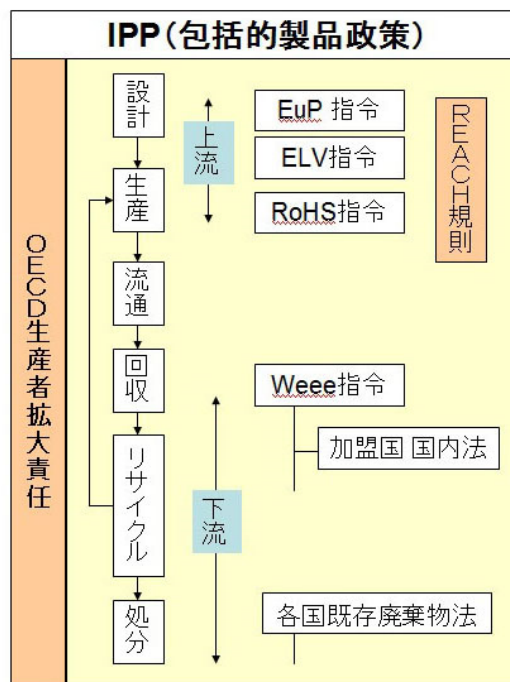 IPP(包括的製品政策)
OECD生産者拡大責任
設計
生産
流通
回収
リサイクル
処分
上流
下流
EuP 指令
ELV指令
RoHS指令
REACH規則
Weee指令
加盟国 国内法
各国既存廃棄物法